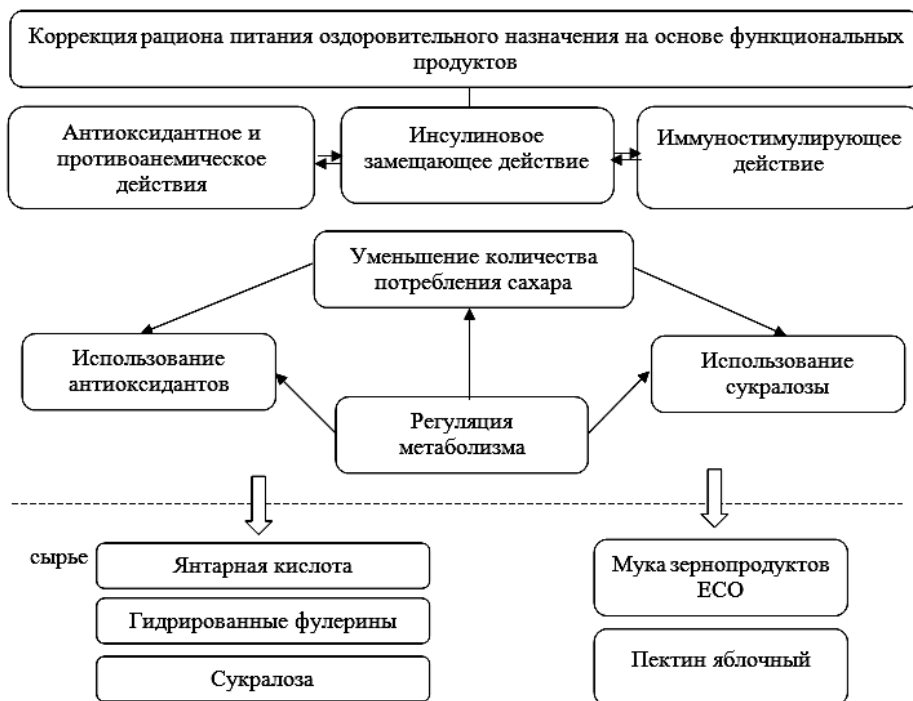 Коррекция рациона питания оздоровительного назначения на основе функциональных
продуктов
Антиоксидантное и
противоанемическое
действия
Инсулиновое
замещающее действие
Иммуностимулирующее
действие
Уменьшение количества
потребления сахара
Использование
антиоксидантов
Использование
сукралозы
Регуляция
метаболизма
сырье
Янтарная кислота
Гидрированные фулерины
Сукралоза
Мука зернопродуктов
ЕСО
Пектин яблочный